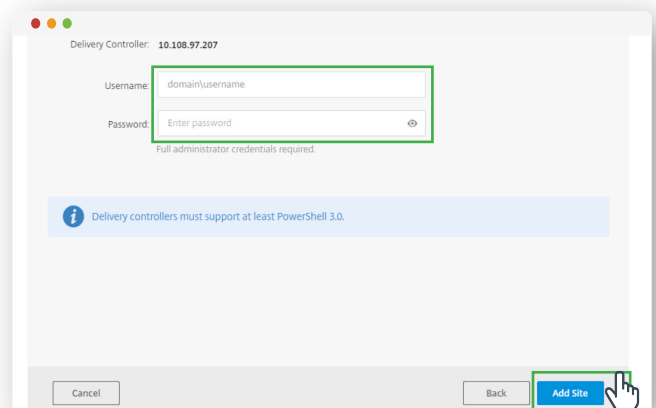 Delivery Controller: 10.108.97.207
Username: domain\username
Password: Enter password
Full administrator credentials required.
i Delivery controllers must support at least PowerShell 3.0.
Cancel Back Add Site